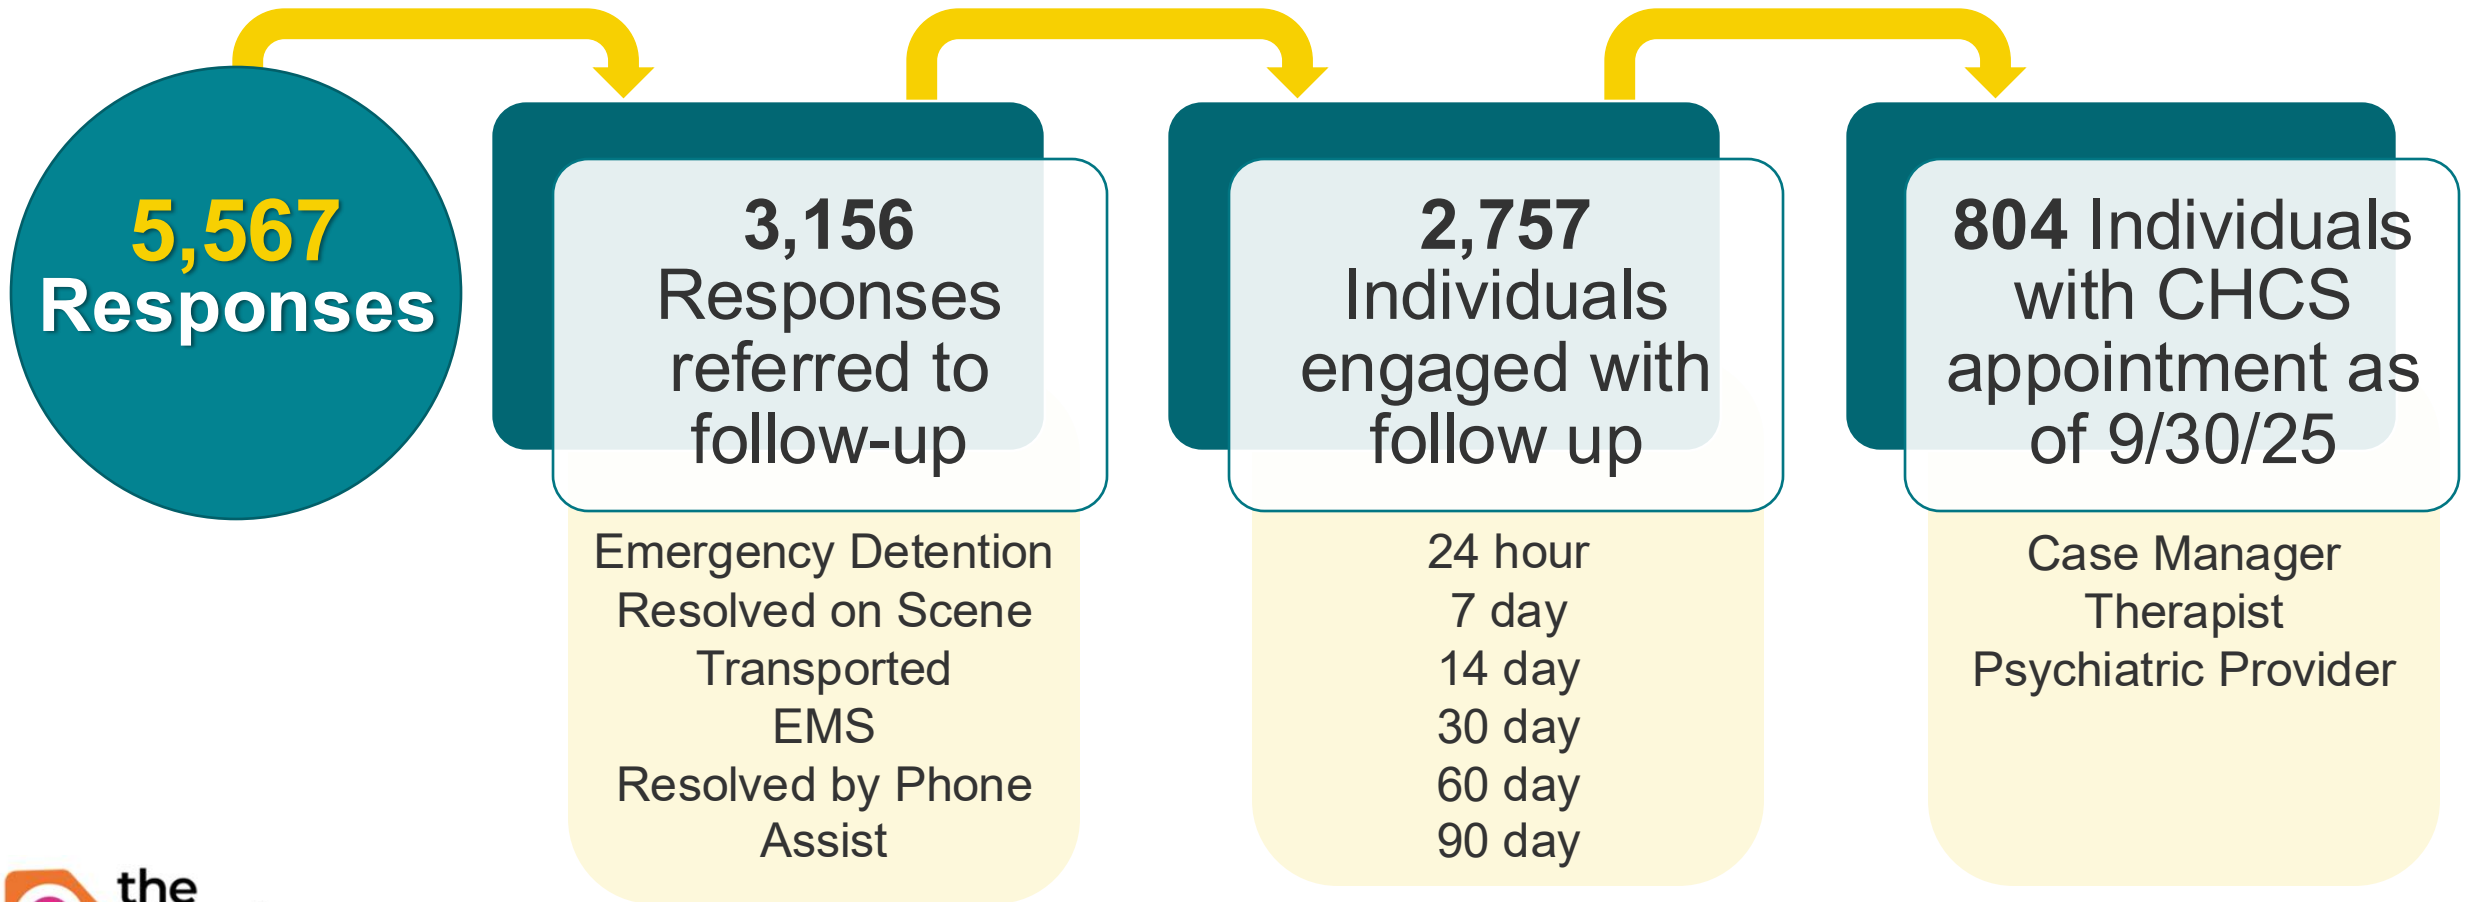 5,567
Responses
3,156
Responses
referred to
follow-up
Emergency Detention
Resolved on Scene
Transported
EMS
Resolved by Phone
Assist
2,757
Individuals
engaged with
follow up
24 hour
7 day
14 day
30 day
60 day
90 day
804 Individuals
with CHCS
appointment as
of 9/30/25
Case Manager
Therapist
Psychiatric Provider
the